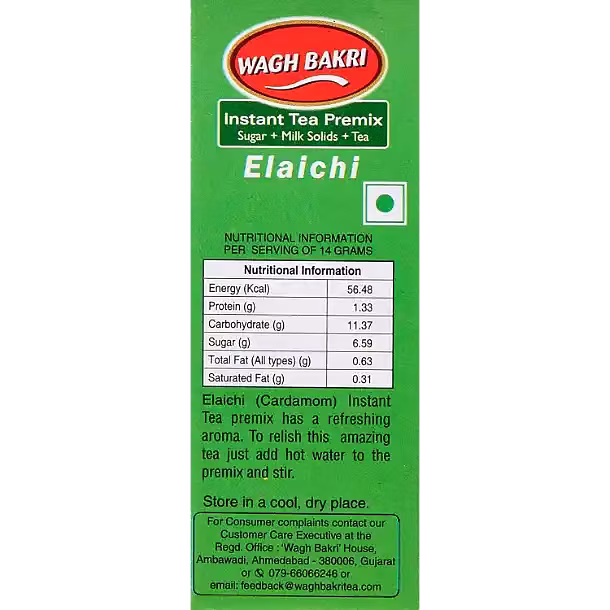 WAGH BAKRI
Instant Tea Premix
Sugar + Milk Solids + Tea
Elaichi
NUTRITIONAL INFORMATION
PER SERVING OF 14 GRAMS
Nutritional Information
Energy (Kcal) 56.48
Protein (g) 1.33
Carbohydrate (g) 11.37
Sugar (g) 6.59
Total Fat (All types) (g) 0.63
Saturated Fat (g) 0.31
Elaichi (Cardamom) Instant
Tea premix has a refreshing
aroma. To relish this amazing
tea just add hot water to the
premix and stir.
Store in a cool, dry place.
For Consumer complaints contact our
Customer Care Executive at the
Regd. Office : 'Wagh Bakri' House,
Ambawadi, Ahmedabad - 380006, Gujarat
or 079-66066246 or
email: feedback@waghbakritea.com